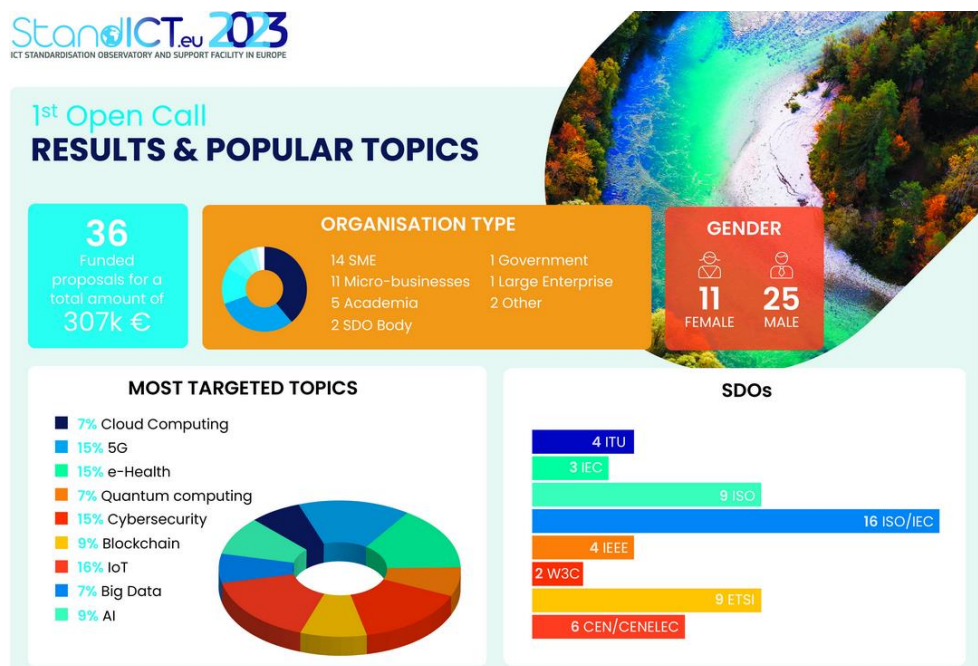 StandICT.eu 2023
ICT STANDARDISATION OBSERVATORY AND SUPPORT FACILITY IN EUROPE
1st Open Call
RESULTS & POPULAR TOPICS
36
Funded
proposals for a
total amount of
307k €
ORGANISATION TYPE
14 SME
11 Micro-businesses
5 Academia
2 SDO Body
1 Government
1 Large Enterprise
2 Other
GENDER
11
FEMALE
25
MALE
MOST TARGETED TOPICS
7% Cloud Computing
15% 5G
15% e-Health
7% Quantum computing
15% Cybersecurity
9% Blockchain
16% IoT
7% Big Data
9% AI
SDOs
4 ITU
3 IEC
9 ISO
16 ISO/IEC
4 IEEE
2 W3C
9 ETSI
6 CEN/CENELEC